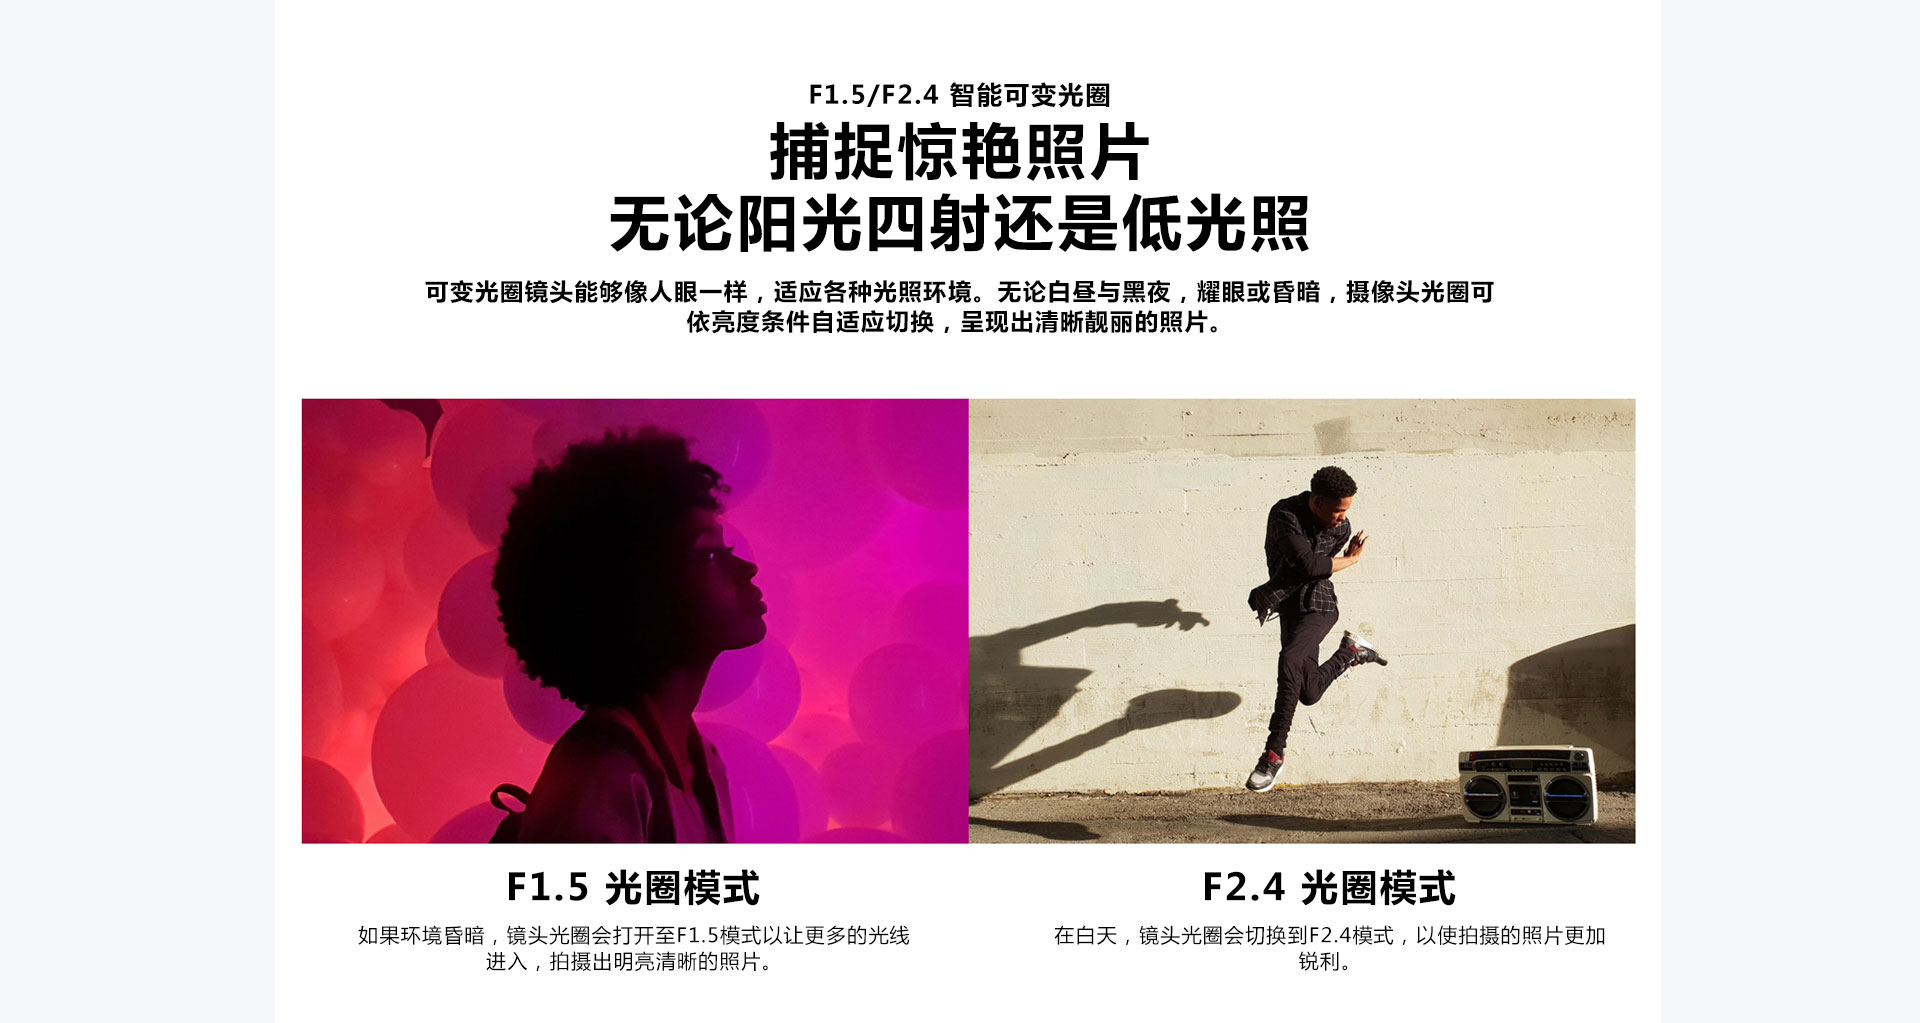 F1.5/F2.4 智能可变光圈
捕捉惊艳照片
无论阳光四射还是低光照
可变光圈镜头能够像人眼一样，适应各种光照环境。无论白昼与黑夜，耀眼或昏暗，摄像头光圈可
依亮度条件自适应切换，呈现出清晰靓丽的照片。
F1.5 光圈模式
如果环境昏暗，镜头光圈会打开至F1.5模式以让更多的光线
进入，拍摄出明亮清晰的照片。
F2.4 光圈模式
在白天，镜头光圈会切换到F2.4模式，以使拍摄的照片更加
锐利。